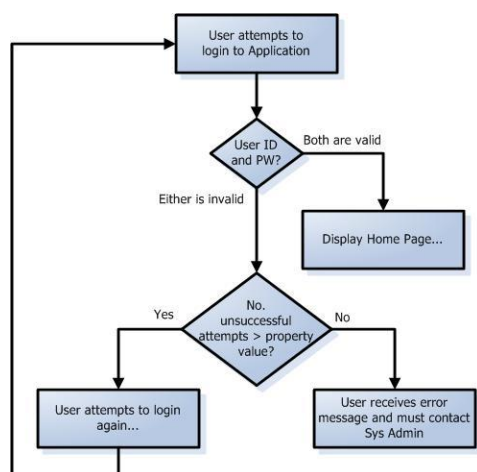 User attempts to
login to Application
User ID
and PW?
Both are valid
Either is invalid
Display Home Page...
No.
unsuccessful
attempts > property
value?
Yes
No
User attempts to login
again...
User receives error
message and must contact
Sys Admin